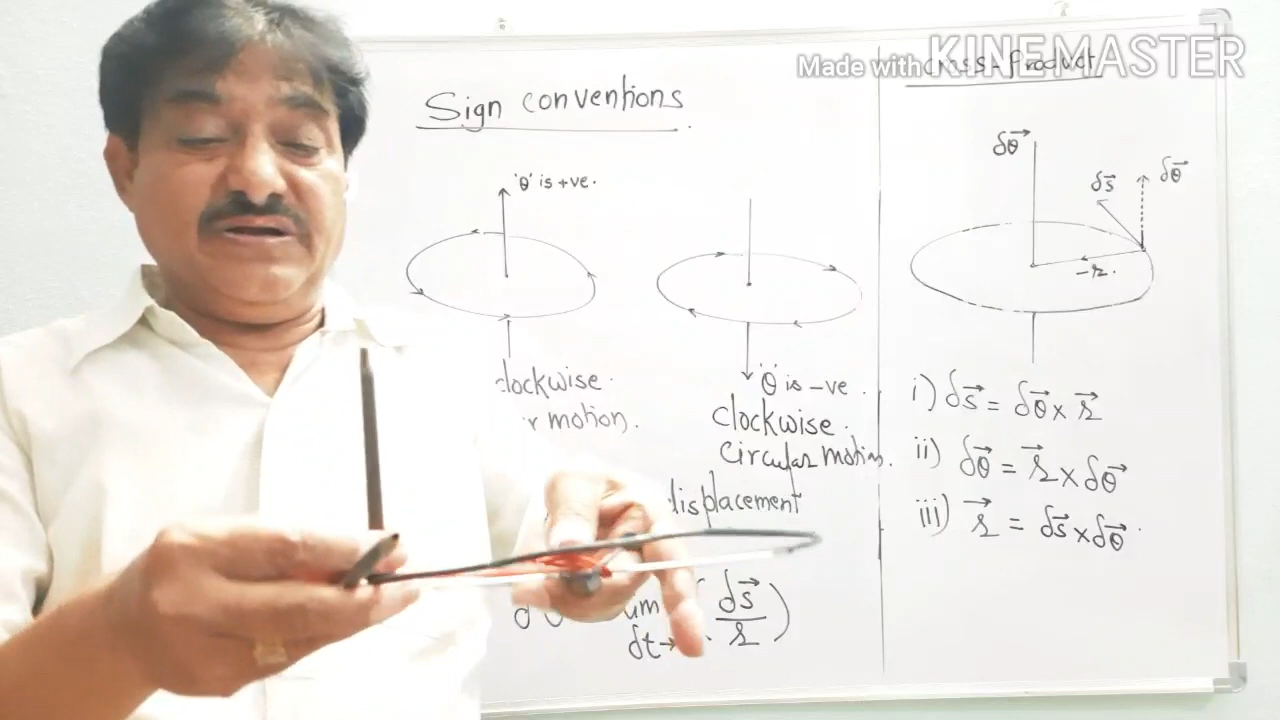 Made with KINEMASTER
Sign conventions
'θ' is +ve.
clockwise.
motion.
'θ' is -ve.
clockwise.
circular motion.
displacement
δs⃗
r
δt→
cross-Product
δθ⃗
δs⃗
δθ⃗
-r.
i) δs⃗ = δθ⃗ × r⃗
ii) δθ⃗ = r⃗ × δθ⃗
iii) r⃗ = δs⃗ × δθ⃗.